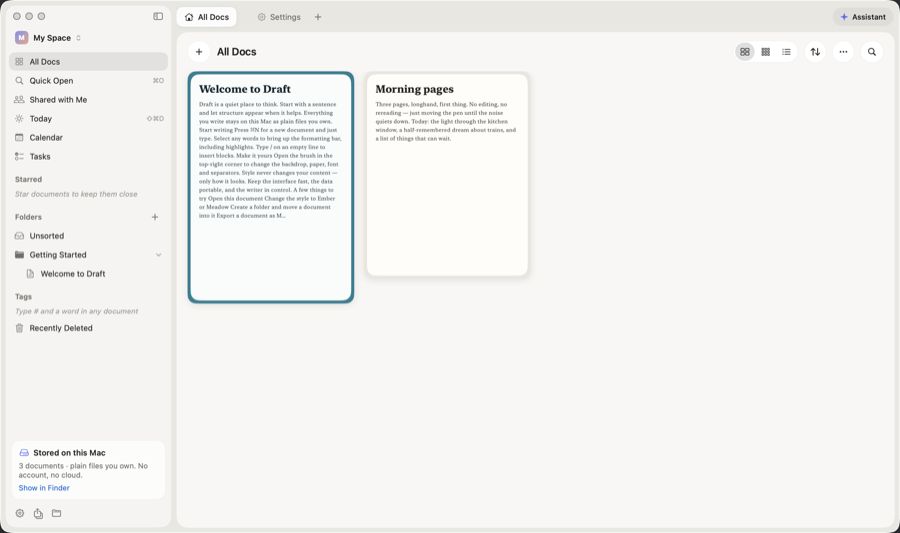 My Space
All Docs
Quick Open ⌘O
Shared with Me
Today ⇧⌘D
Calendar
Tasks
Starred
Star documents to keep them close
Folders
Unsorted
Getting Started
Welcome to Draft
Tags
Type # and a word in any document
Recently Deleted
Stored on this Mac
3 documents · plain files you own. No
account, no cloud.
Show in Finder
All Docs
Settings
Assistant
All Docs
Welcome to Draft
Draft is a quiet place to think. Start with a sentence
and let structure appear when it helps. Everything
you write stays on this Mac as plain files you own.
Start writing Press ⌘N for a new document and just
type. Select any words to bring up the formatting bar,
including highlights. Type / on an empty line to
insert blocks. Make it yours Open the brush in the
top-right corner to change the backdrop, paper, font
and separators. Style never changes your content —
only how it looks. Keep the interface fast, the data
portable, and the writer in control. A few things to
try Open this document Change the style to Ember
or Meadow Create a folder and move a document
into it Export a document as M...
Morning pages
Three pages, longhand, first thing. No editing, no
rereading — just moving the pen until the noise
quiets down. Today: the light through the kitchen
window, a half-remembered dream about trains, and
a list of things that can wait.
M